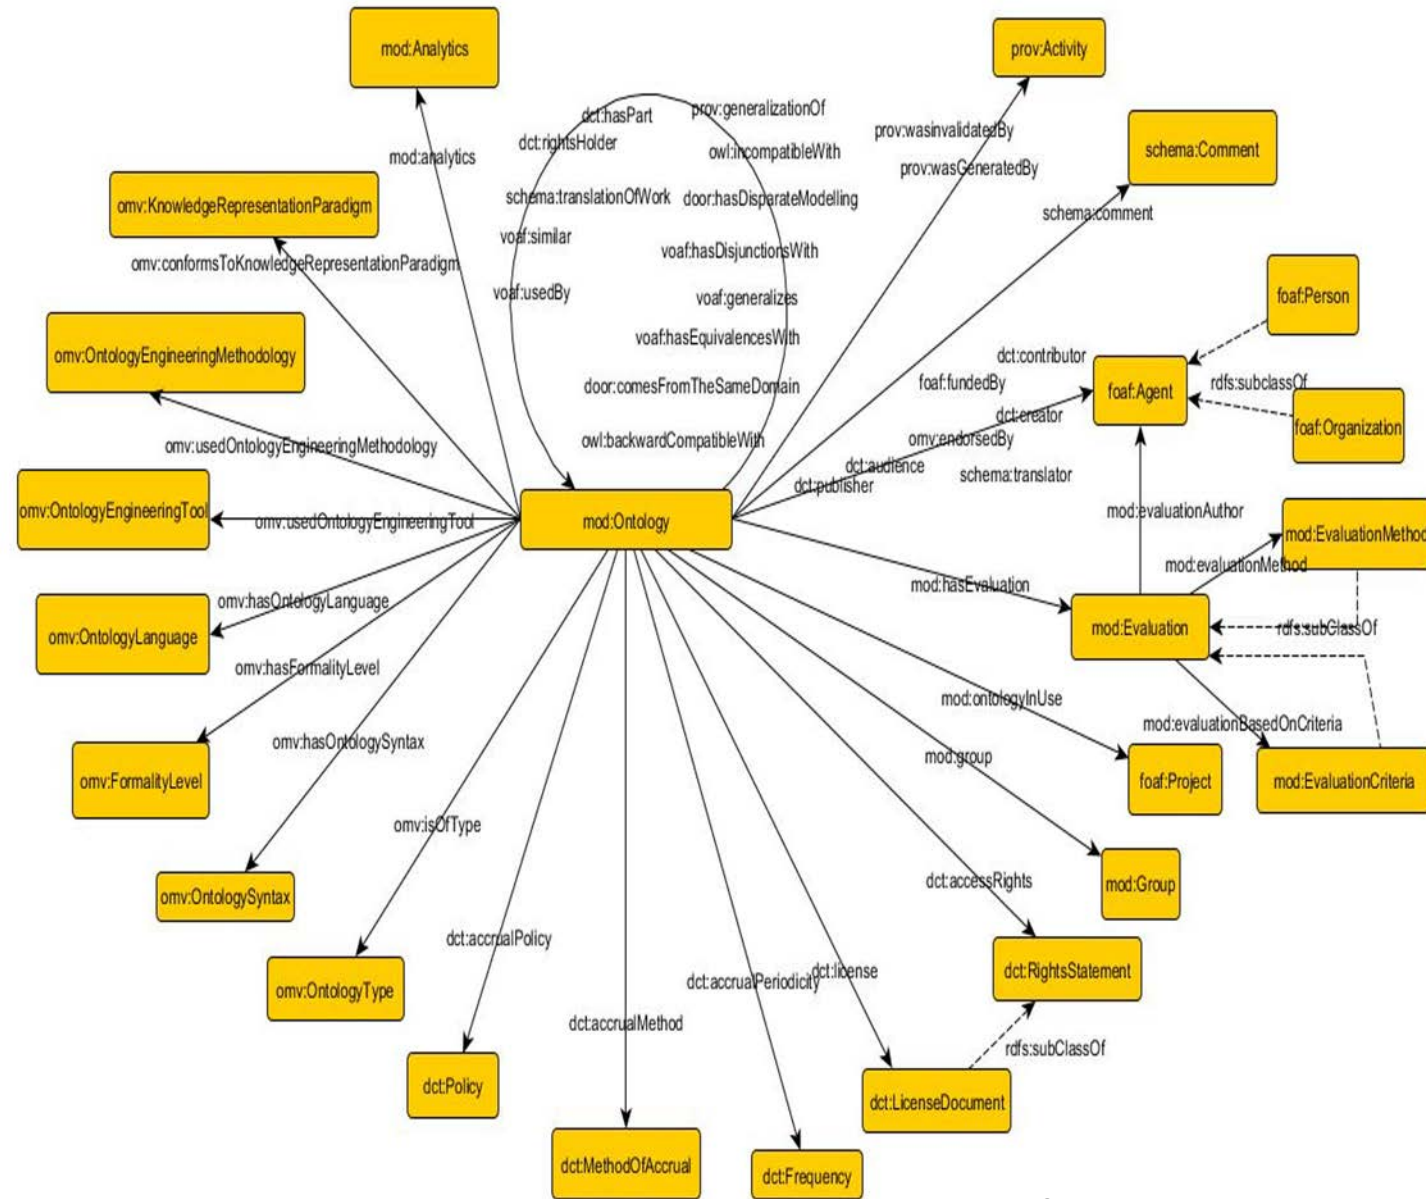 mod:Analytics
prov:Activity
dct:hasPart
prov:generalizationOf
dct:rightsHolder
prov:wasinvalidatedBy
owl:incompatibleWith
schema:Comment
mod:analytics
prov:wasGeneratedBy
omv:KnowledgeRepresentationParadigm
schema:translationOfWork
door:hasDisparateModelling
schema:comment
voaf:similar
voaf:hasDisjunctionsWith
omv:conformsToKnowledgeRepresentationParadigm
voaf:usedBy
voaf:generalizes
foaf:Person
voaf:hasEquivalencesWith
omv:OntologyEngineeringMethodology
dct:contributor
door:comesFromTheSameDomain
foaf:fundedBy
foaf:Agent
rdfs:subclassOf
dct:creator
foaf:Organization
omv:usedOntologyEngineeringMethodology
owl:backwardCompatibleWith
omv:endorsedBy
dct:audience
schema:translator
dct:publisher
omv:OntologyEngineeringTool
omv:usedOntologyEngineeringTool
mod:Ontology
mod:evaluationAuthor
mod:EvaluationMethod
mod:evaluationMethod
mod:hasEvaluation
omv:hasOntologyLanguage
omv:OntologyLanguage
mod:Evaluation
rdfs:subClassOf
omv:hasFormalityLevel
mod:ontologyInUse
mod:evaluationBasedOnCriteria
omv:hasOntologySyntax
mod:group
omv:FormalityLevel
foaf:Project
mod:EvaluationCriteria
omv:isOfType
dct:accessRights
mod:Group
omv:OntologySyntax
dct:accrualPolicy
dct:license
dct:RightsStatement
dct:accrualPeriodicity
omv:OntologyType
dct:accrualMethod
rdfs:subClassOf
dct:Policy
dct:LicenseDocument
dct:MethodOfAccrual
dct:Frequency